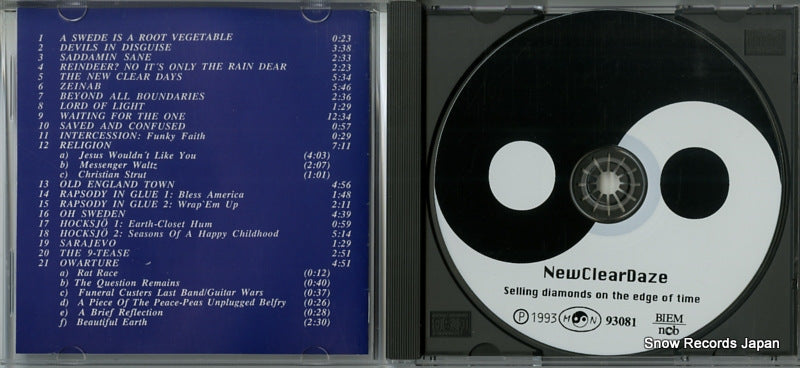 1 A SWEDE IS A ROOT VEGETABLE 0:23
2 DEVILS IN DISGUISE 3:38
3 SADDAMIN SANE 2:33
4 REINDEER? NO IT'S ONLY THE RAIN DEAR 2:23
5 THE NEW CLEAR DAYS 5:34
6 ZEINAB 5:46
7 BEYOND ALL BOUNDARIES 2:36
8 LORD OF LIGHT 1:29
9 WAITING FOR THE ONE 12:34
10 SAVED AND CONFUSED 0:57
11 INTERCESSION: Funky Faith 0:29
12 RELIGION 7:11
a) Jesus Wouldn't Like You (4:03)
b) Messenger Waltz (2:07)
c) Christian Strut (1:01)
13 OLD ENGLAND TOWN 4:56
14 RAPSODY IN GLUE 1: Bless America 1:48
15 RAPSODY IN GLUE 2: Wrap'Em Up 2:11
16 OH SWEDEN 4:39
17 HOCKSJÖ 1: Earth-Closet Hum 0:59
18 HOCKSJÖ 2: Seasons Of A Happy Childhood 5:14
19 SARAJEVO 1:29
20 THE 9-TEASE 2:51
21 OWARTURE 4:51
a) Rat Race (0:12)
b) The Question Remains (0:40)
c) Funeral Custers Last Band/Guitar Wars (0:37)
d) A Piece Of The Peace-Peas Unplugged Belfry (0:26)
e) A Brief Reflection (0:28)
f) Beautiful Earth (2:30)
NewClearDaze
Selling diamonds on the edge of time
Ⓟ 1993 M N 93081 BIEM
ncb
Snow Records Japan